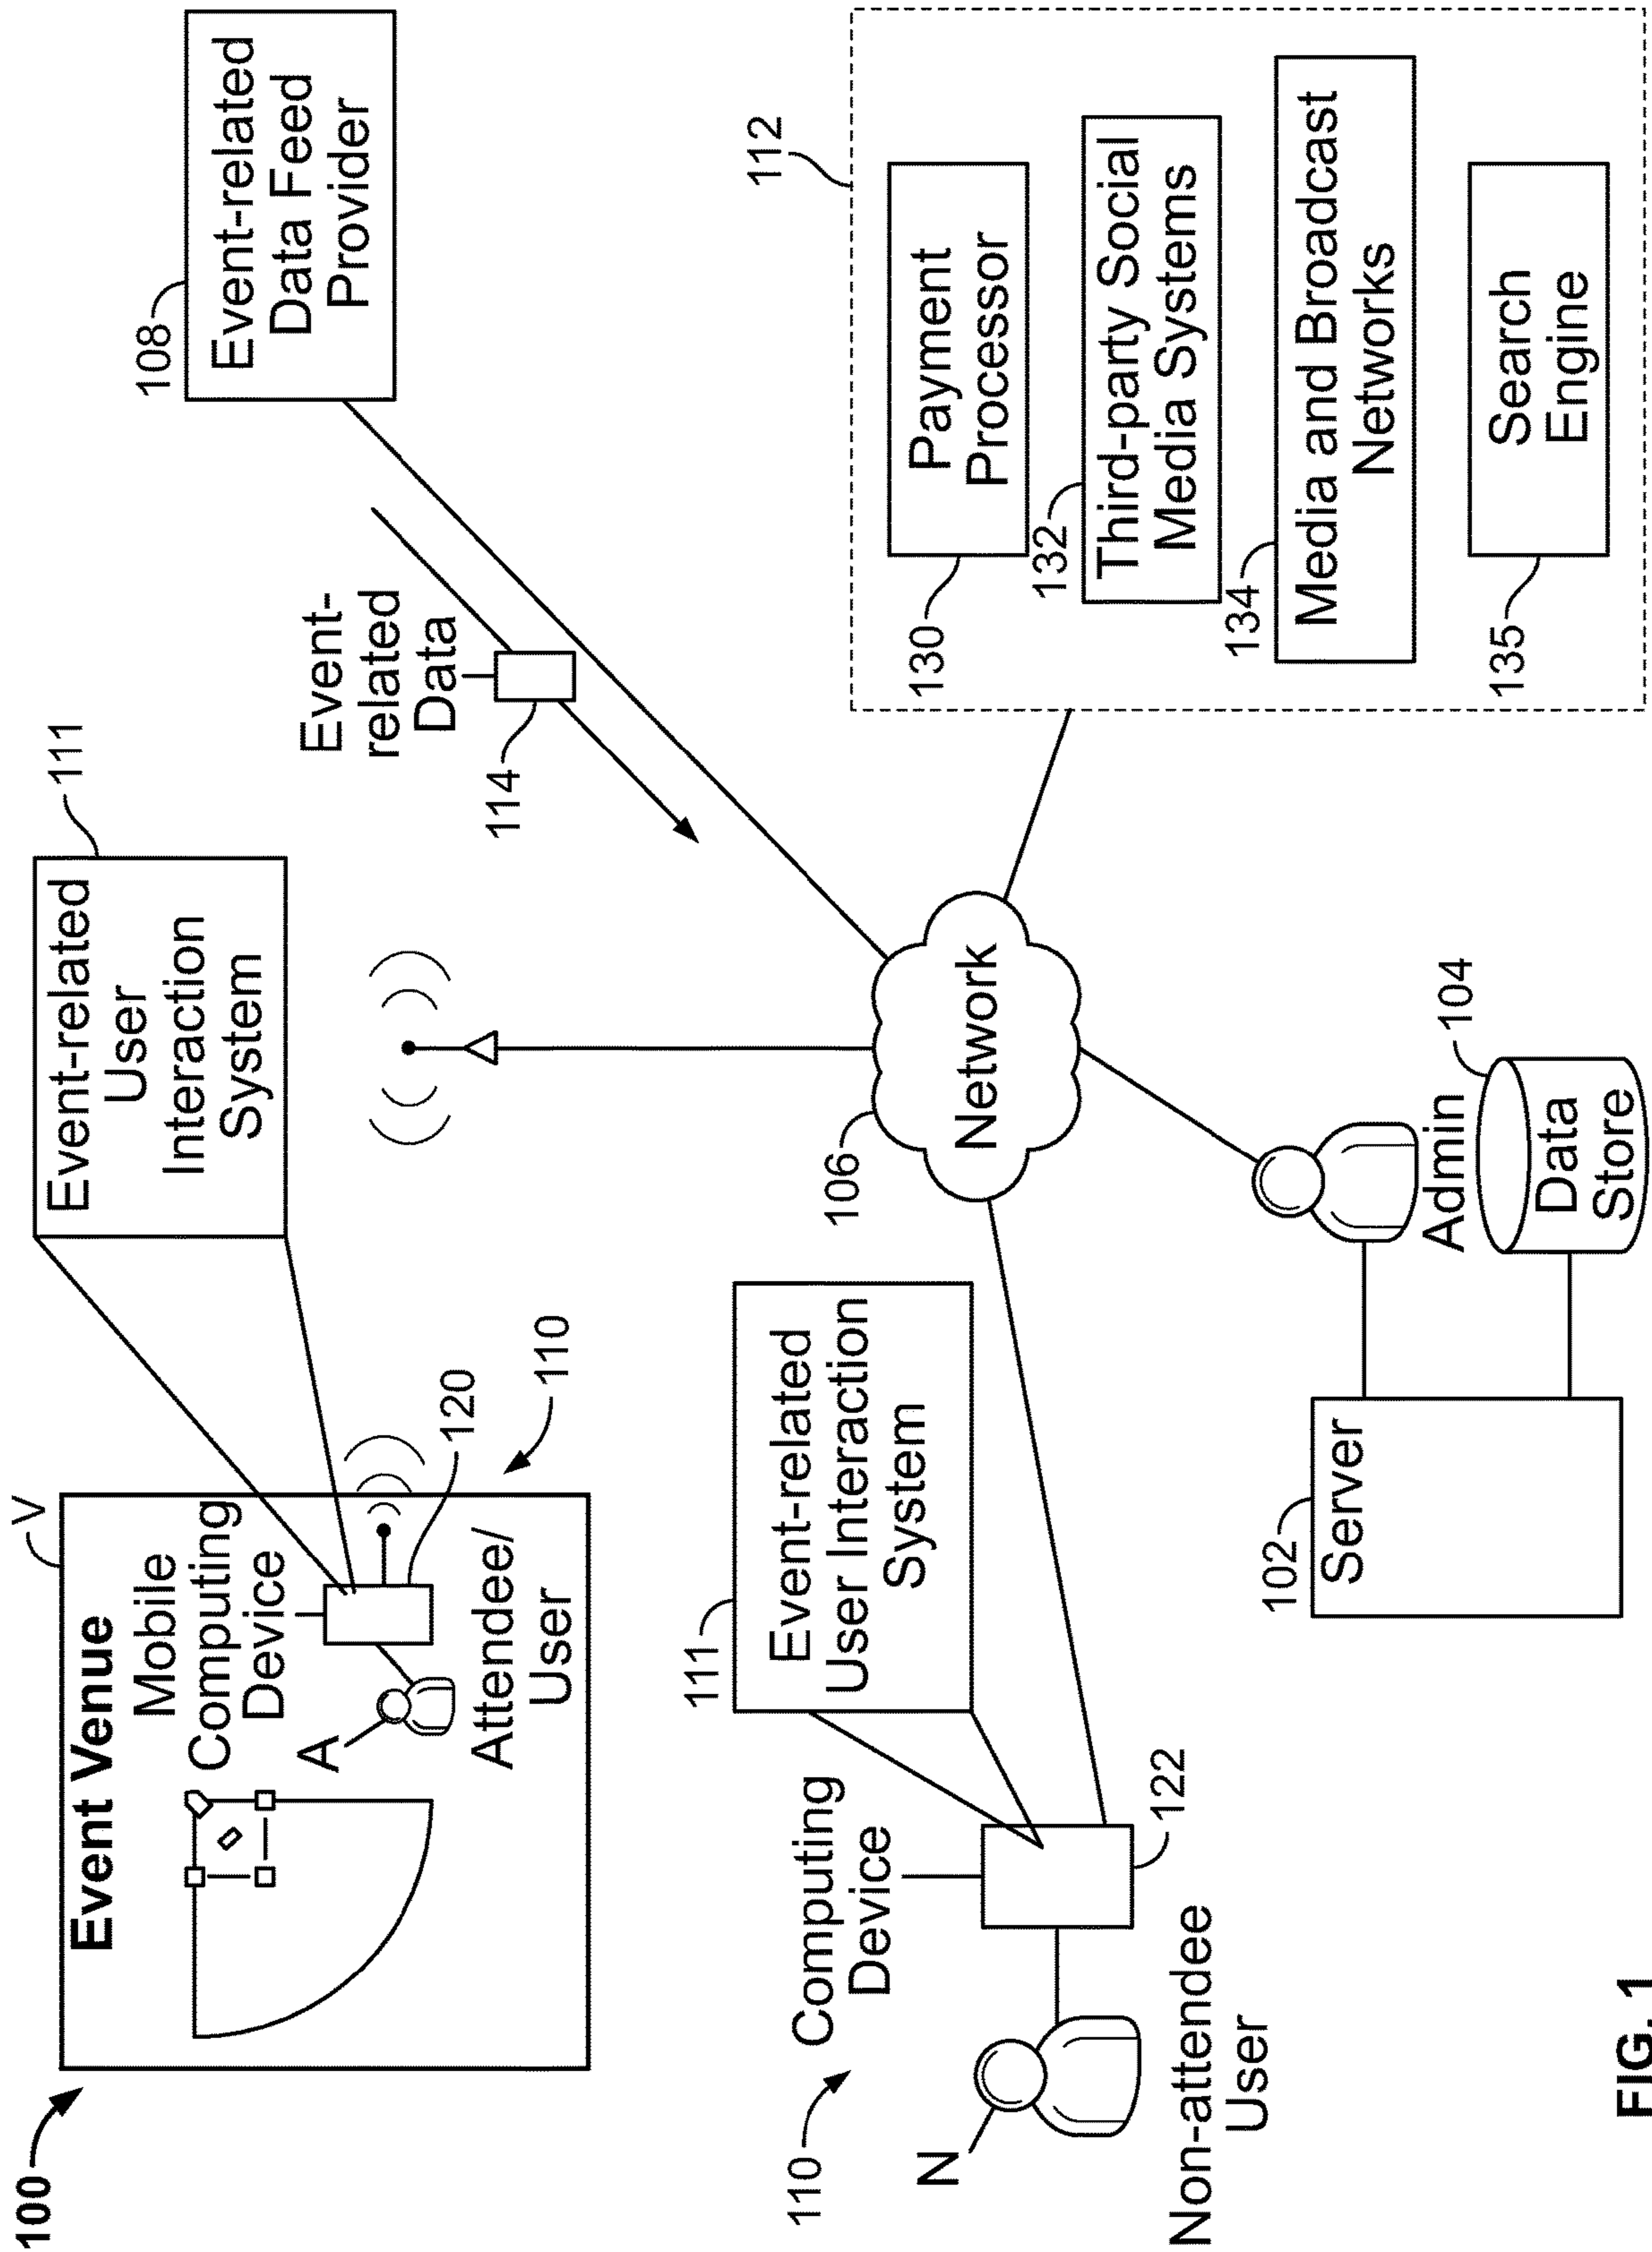 100
V
Event Venue
Mobile
Computing
Device
A
Attendee/
User
120
110
Event-related
User
Interaction
System
111
108
Event-related
Data Feed
Provider
Event-
related
Data
114
110
N
Non-attendee
User
Computing
Device
122
111
Event-related
User Interaction
System
106
Network
102
Server
Admin
104
Data
Store
112
130
Payment
Processor
132
Third-party Social
Media Systems
134
Media and Broadcast
Networks
135
Search
Engine
FIG. 1